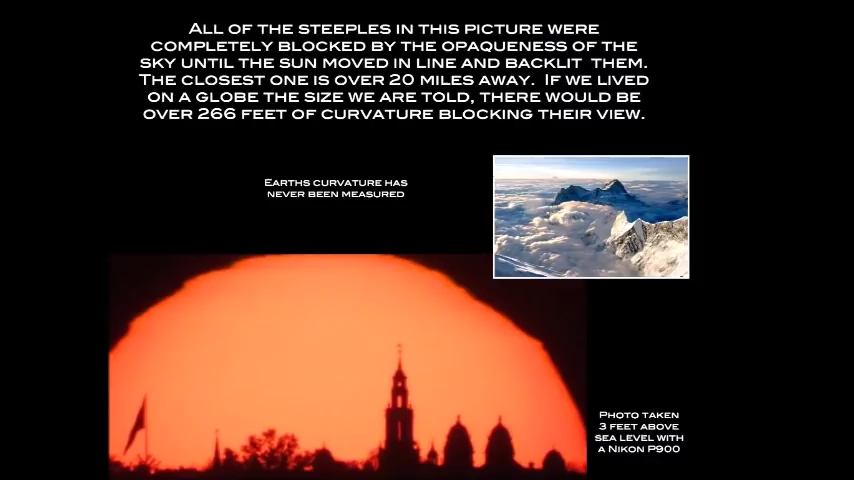 All of the steeples in this picture were
completely blocked by the opaqueness of the
sky until the sun moved in line and backlit them.
The closest one is over 20 miles away. If we lived
on a globe the size we are told, there would be
over 266 feet of curvature blocking their view.
Earths curvature has
never been measured
Photo taken
3 feet above
sea level with
a Nikon P900